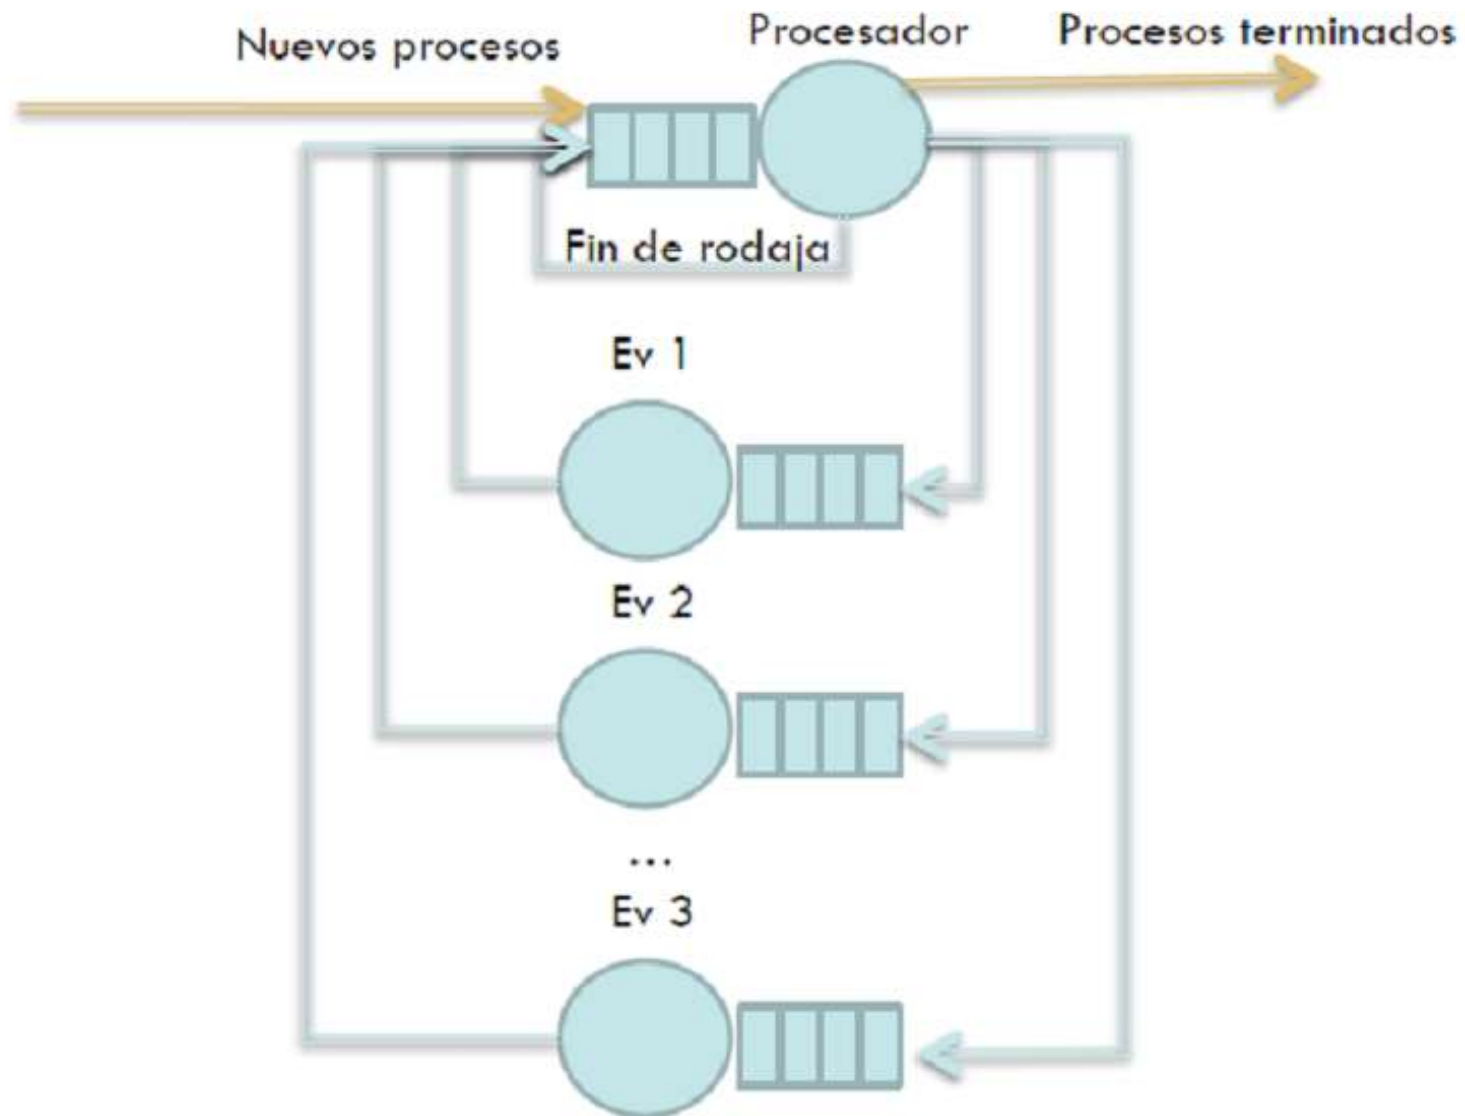 Nuevos procesos
Procesador
Procesos terminados
Fin de rodaja
Ev 1
Ev 2
...
Ev 3